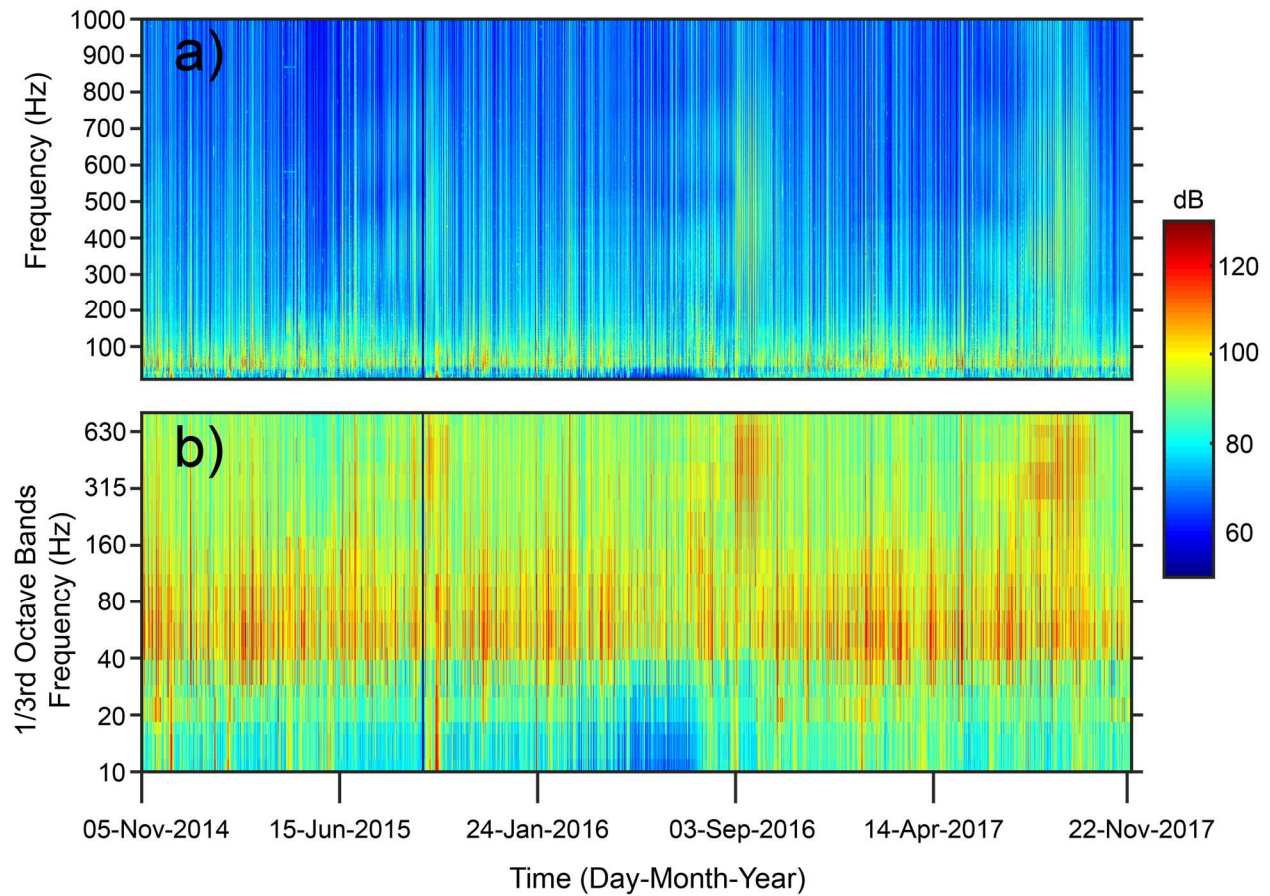 a)
Frequency (Hz)
1000
900
800
700
600
500
400
300
200
100
b)
1/3rd Octave Bands
Frequency (Hz)
630
315
160
80
40
20
10
dB
120
100
80
60
05-Nov-2014 15-Jun-2015 24-Jan-2016 03-Sep-2016 14-Apr-2017 22-Nov-2017
Time (Day-Month-Year)